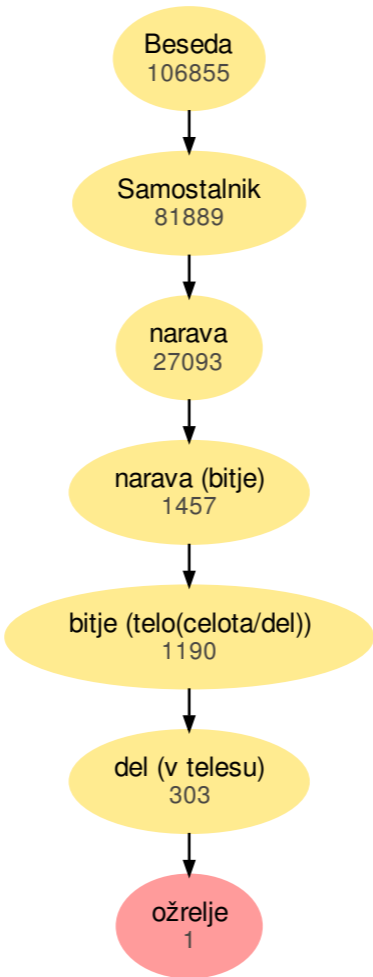 Beseda
106855
Samostalnik
81889
narava
27093
narava (bitje)
1457
bitje (telo(celota/del))
1190
del (v telesu)
303
ožrelje
1